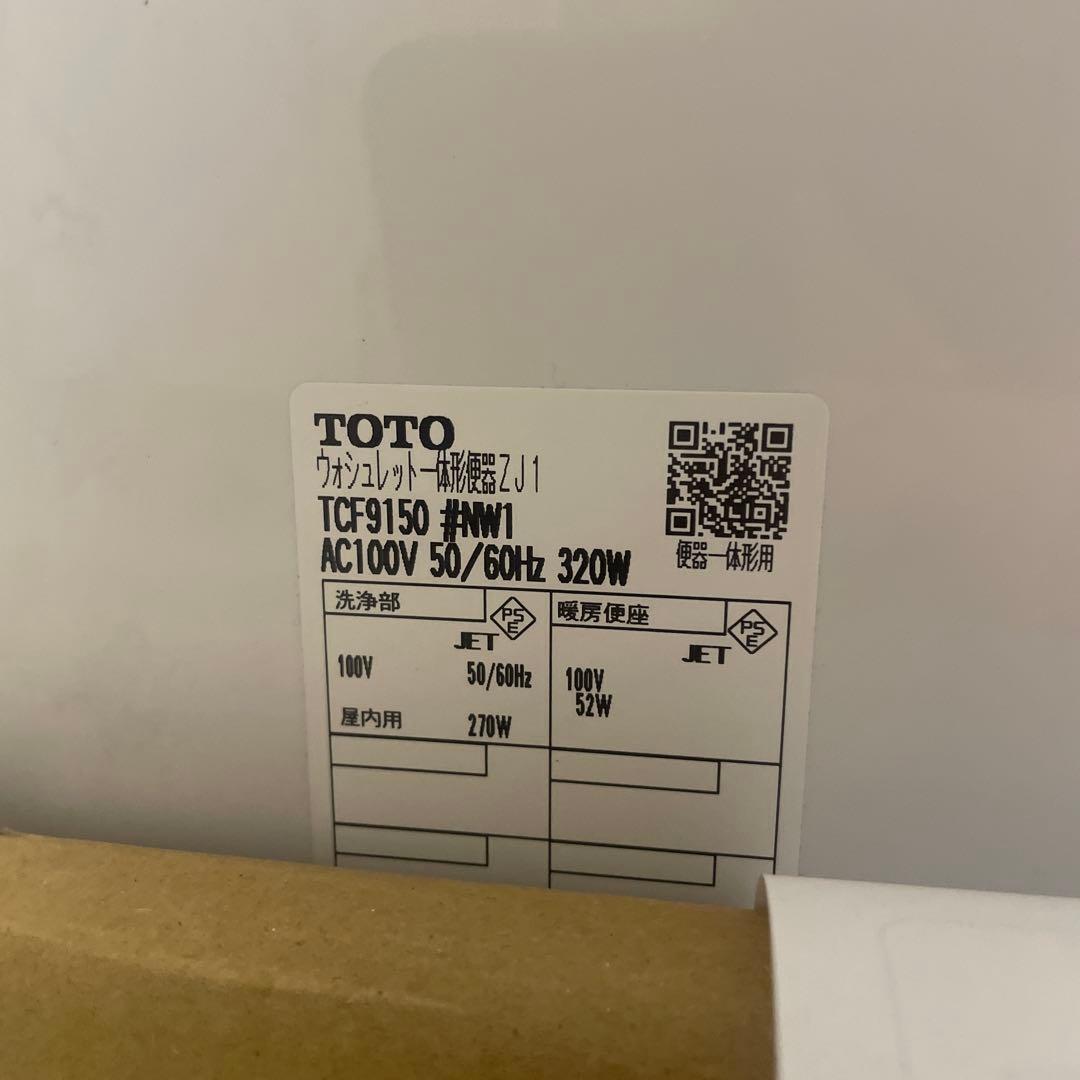 TOTO
ウォシュレット一体形便器ZJ1
TCF9150 #NW1
AC100V 50/60Hz 320W
便器一体形用
洗浄部
PSE
JET
100V 50/60Hz
屋内用 270W
暖房便座
PSE
JET
100V
52W